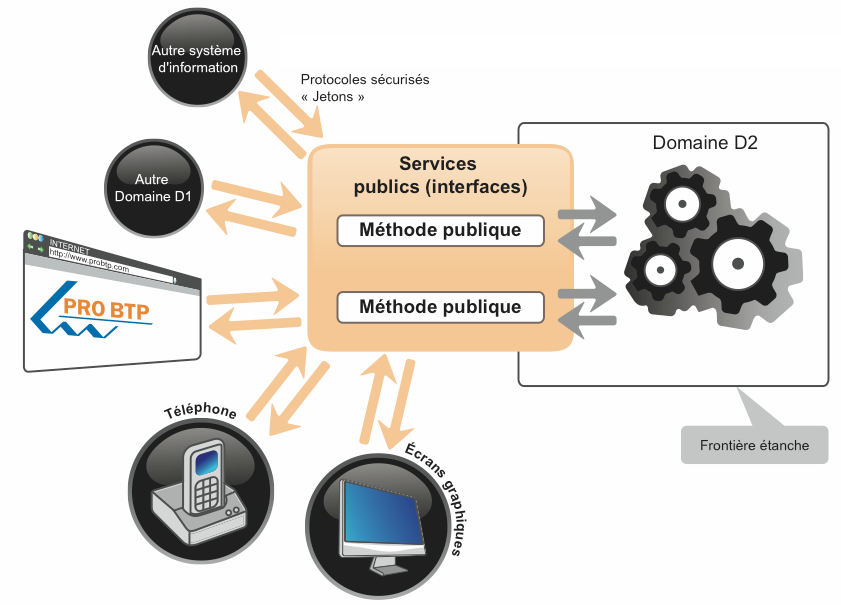 Autre système
d'information
Protocoles sécurisés
« Jetons »
Autre
Domaine D1
Services
publics (interfaces)
Méthode publique
Méthode publique
Domaine D2
INTERNET
http://www.probtp.com
PRO BTP
Téléphone
Écrans graphiques
Frontière étanche